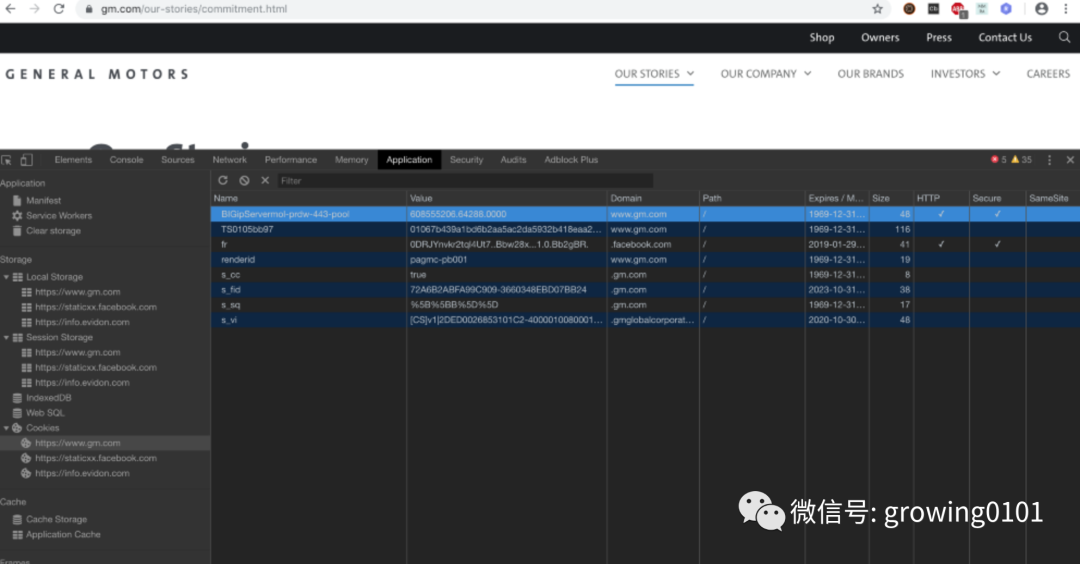 gm.com/our-stories/commitment.html
Shop Owners Press Contact Us
GENERAL MOTORS OUR STORIES OUR COMPANY OUR BRANDS INVESTORS CAREERS
Elements Console Sources Network Performance Memory Application Security Audits Adblock Plus 5 35
Application
Manifest
Service Workers
Clear storage
Storage
Local Storage
https://www.gm.com
https://staticxx.facebook.com
https://info.evidon.com
Session Storage
https://www.gm.com
https://staticxx.facebook.com
https://info.evidon.com
IndexedDB
Web SQL
Cookies
https://www.gm.com
https://staticxx.facebook.com
https://info.evidon.com
Cache
Cache Storage
Application Cache
Frames
Filter
Name Value Domain Path Expires / M... Size HTTP Secure SameSite
BIGipServermol-prdw-443-pool 608555206.64288.0000 www.gm.com / 1969-12-31... 48 ✓ ✓
TS0105bb97 01067b439a1bd6b2aa5ac2da5932b418eaa2... www.gm.com / 1969-12-31... 116
fr 0DRJYnvkr2tql4Ut7..Bbw28x...1.0.Bb2gBR. .facebook.com / 2019-01-29... 41 ✓ ✓
renderid pagmc-pb001 www.gm.com / 1969-12-31... 19
s_cc true .gm.com / 1969-12-31... 8
s_fid 72A6B2ABFA99C909-3660348EBD07BB24 .gm.com / 2023-10-31... 38
s_sq %5B%5BB%5D%5D .gm.com / 1969-12-31... 17
s_vi [CS]v1|2DED0026853101C2-4000010080001... .gmglobalcorporat... / 2020-10-30... 48
微信号: growing0101